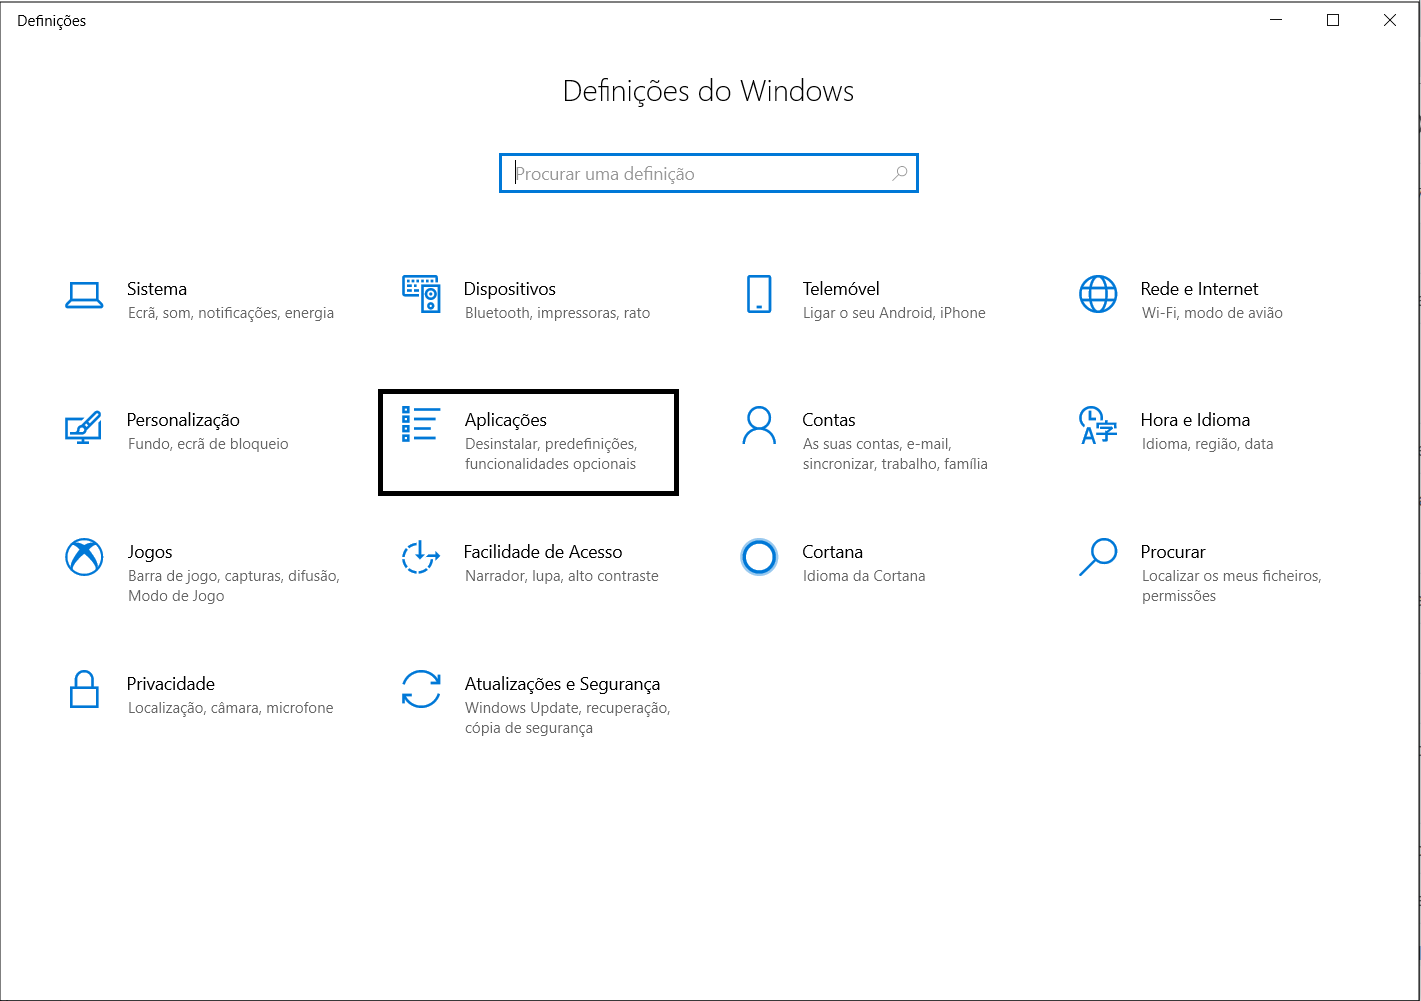 Definições
Definições do Windows
Procurar uma definição
Sistema
Ecrã, som, notificações, energia
Dispositivos
Bluetooth, impressoras, rato
Telemóvel
Ligar o seu Android, iPhone
Rede e Internet
Wi-Fi, modo de avião
Personalização
Fundo, ecrã de bloqueio
Aplicações
Desinstalar, predefinições,
funcionalidades opcionais
Contas
As suas contas, e-mail,
sincronizar, trabalho, família
Hora e Idioma
Idioma, região, data
Jogos
Barra de jogo, capturas, difusão,
Modo de Jogo
Facilidade de Acesso
Narrador, lupa, alto contraste
Cortana
Idioma da Cortana
Procurar
Localizar os meus ficheiros,
permissões
Privacidade
Localização, câmara, microfone
Atualizações e Segurança
Windows Update, recuperação,
cópia de segurança